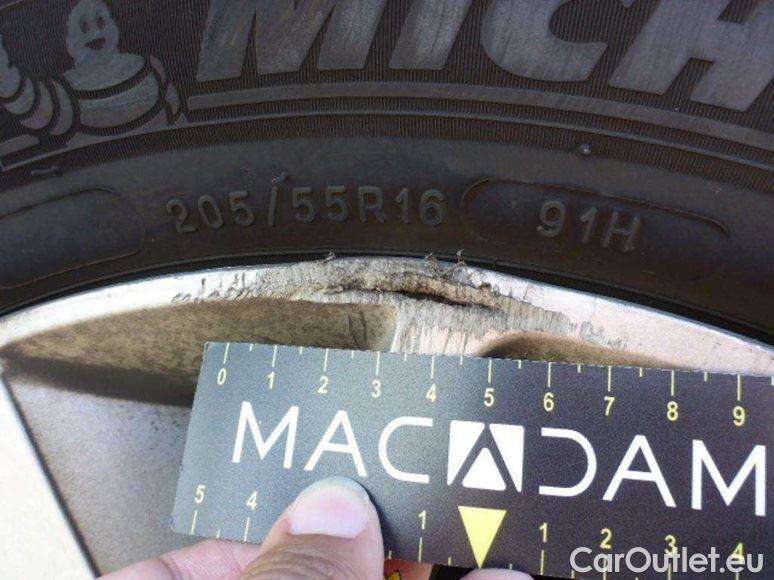 MICH
205/55R16 91H
0 1 2 3 4 5 6 7 8 9
MACADAM
5 4 1 1 2 3 4
CarOutlet.eu